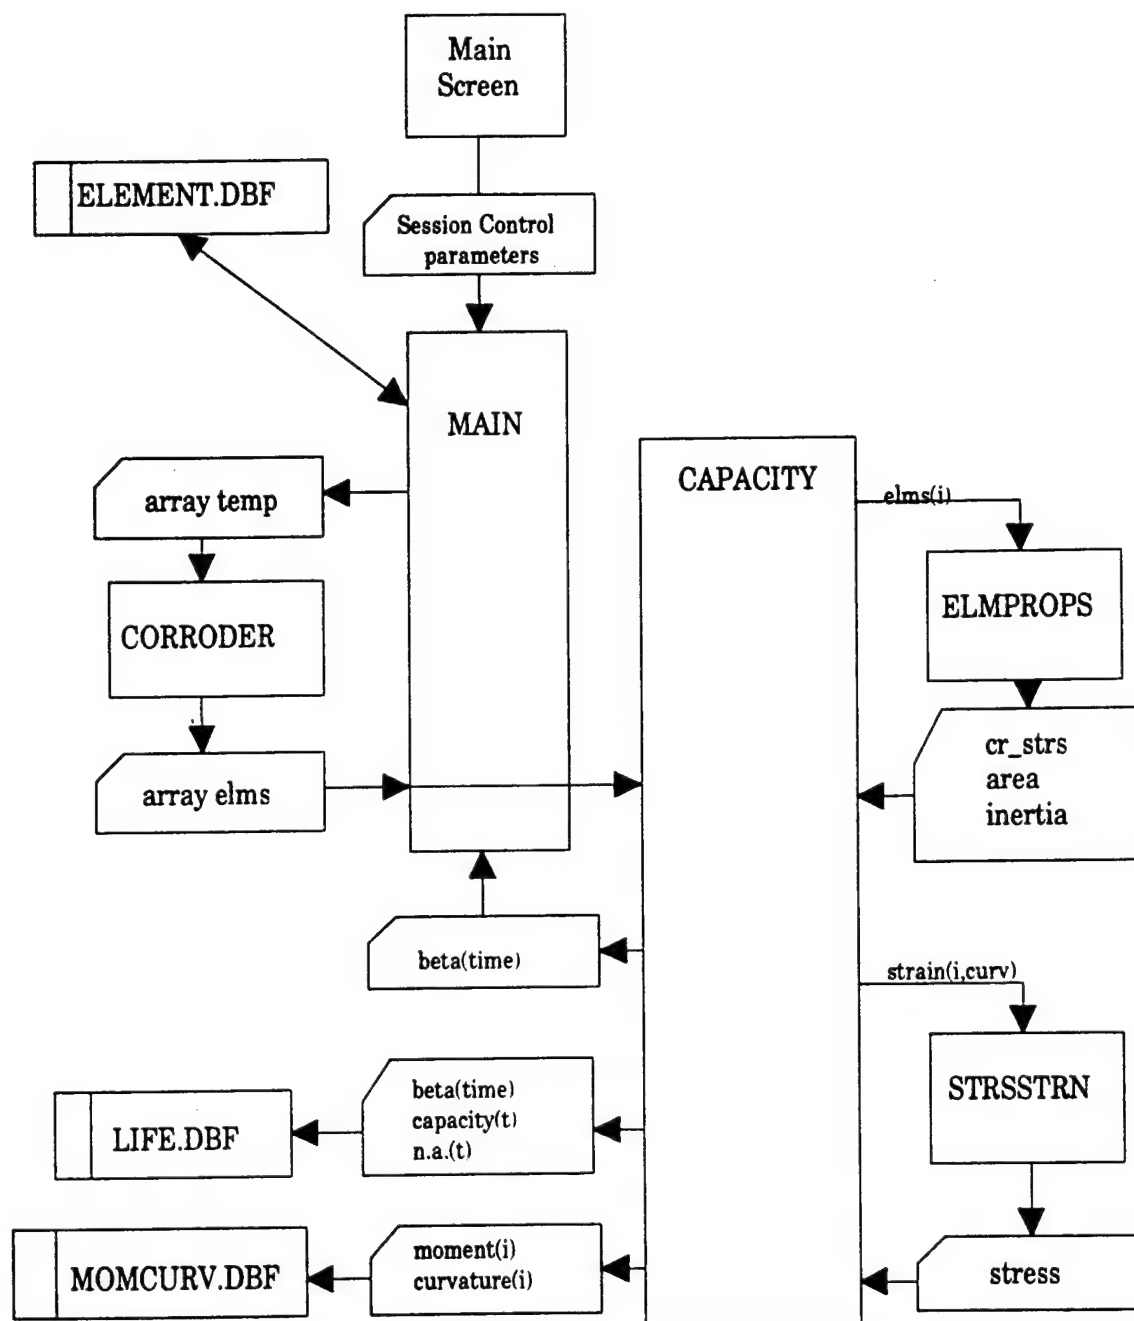 Main
Screen
ELEMENT.DBF
Session Control
parameters
MAIN
CAPACITY
elms(i)
array temp
ELMPROPS
CORRODER
cr_strs
area
inertia
array elms
beta(time)
strain(i,curv)
STRSSTRN
beta(time)
capacity(t)
n.a.(t)
LIFE.DBF
moment(i)
curvature(i)
MOMCURV.DBF
stress